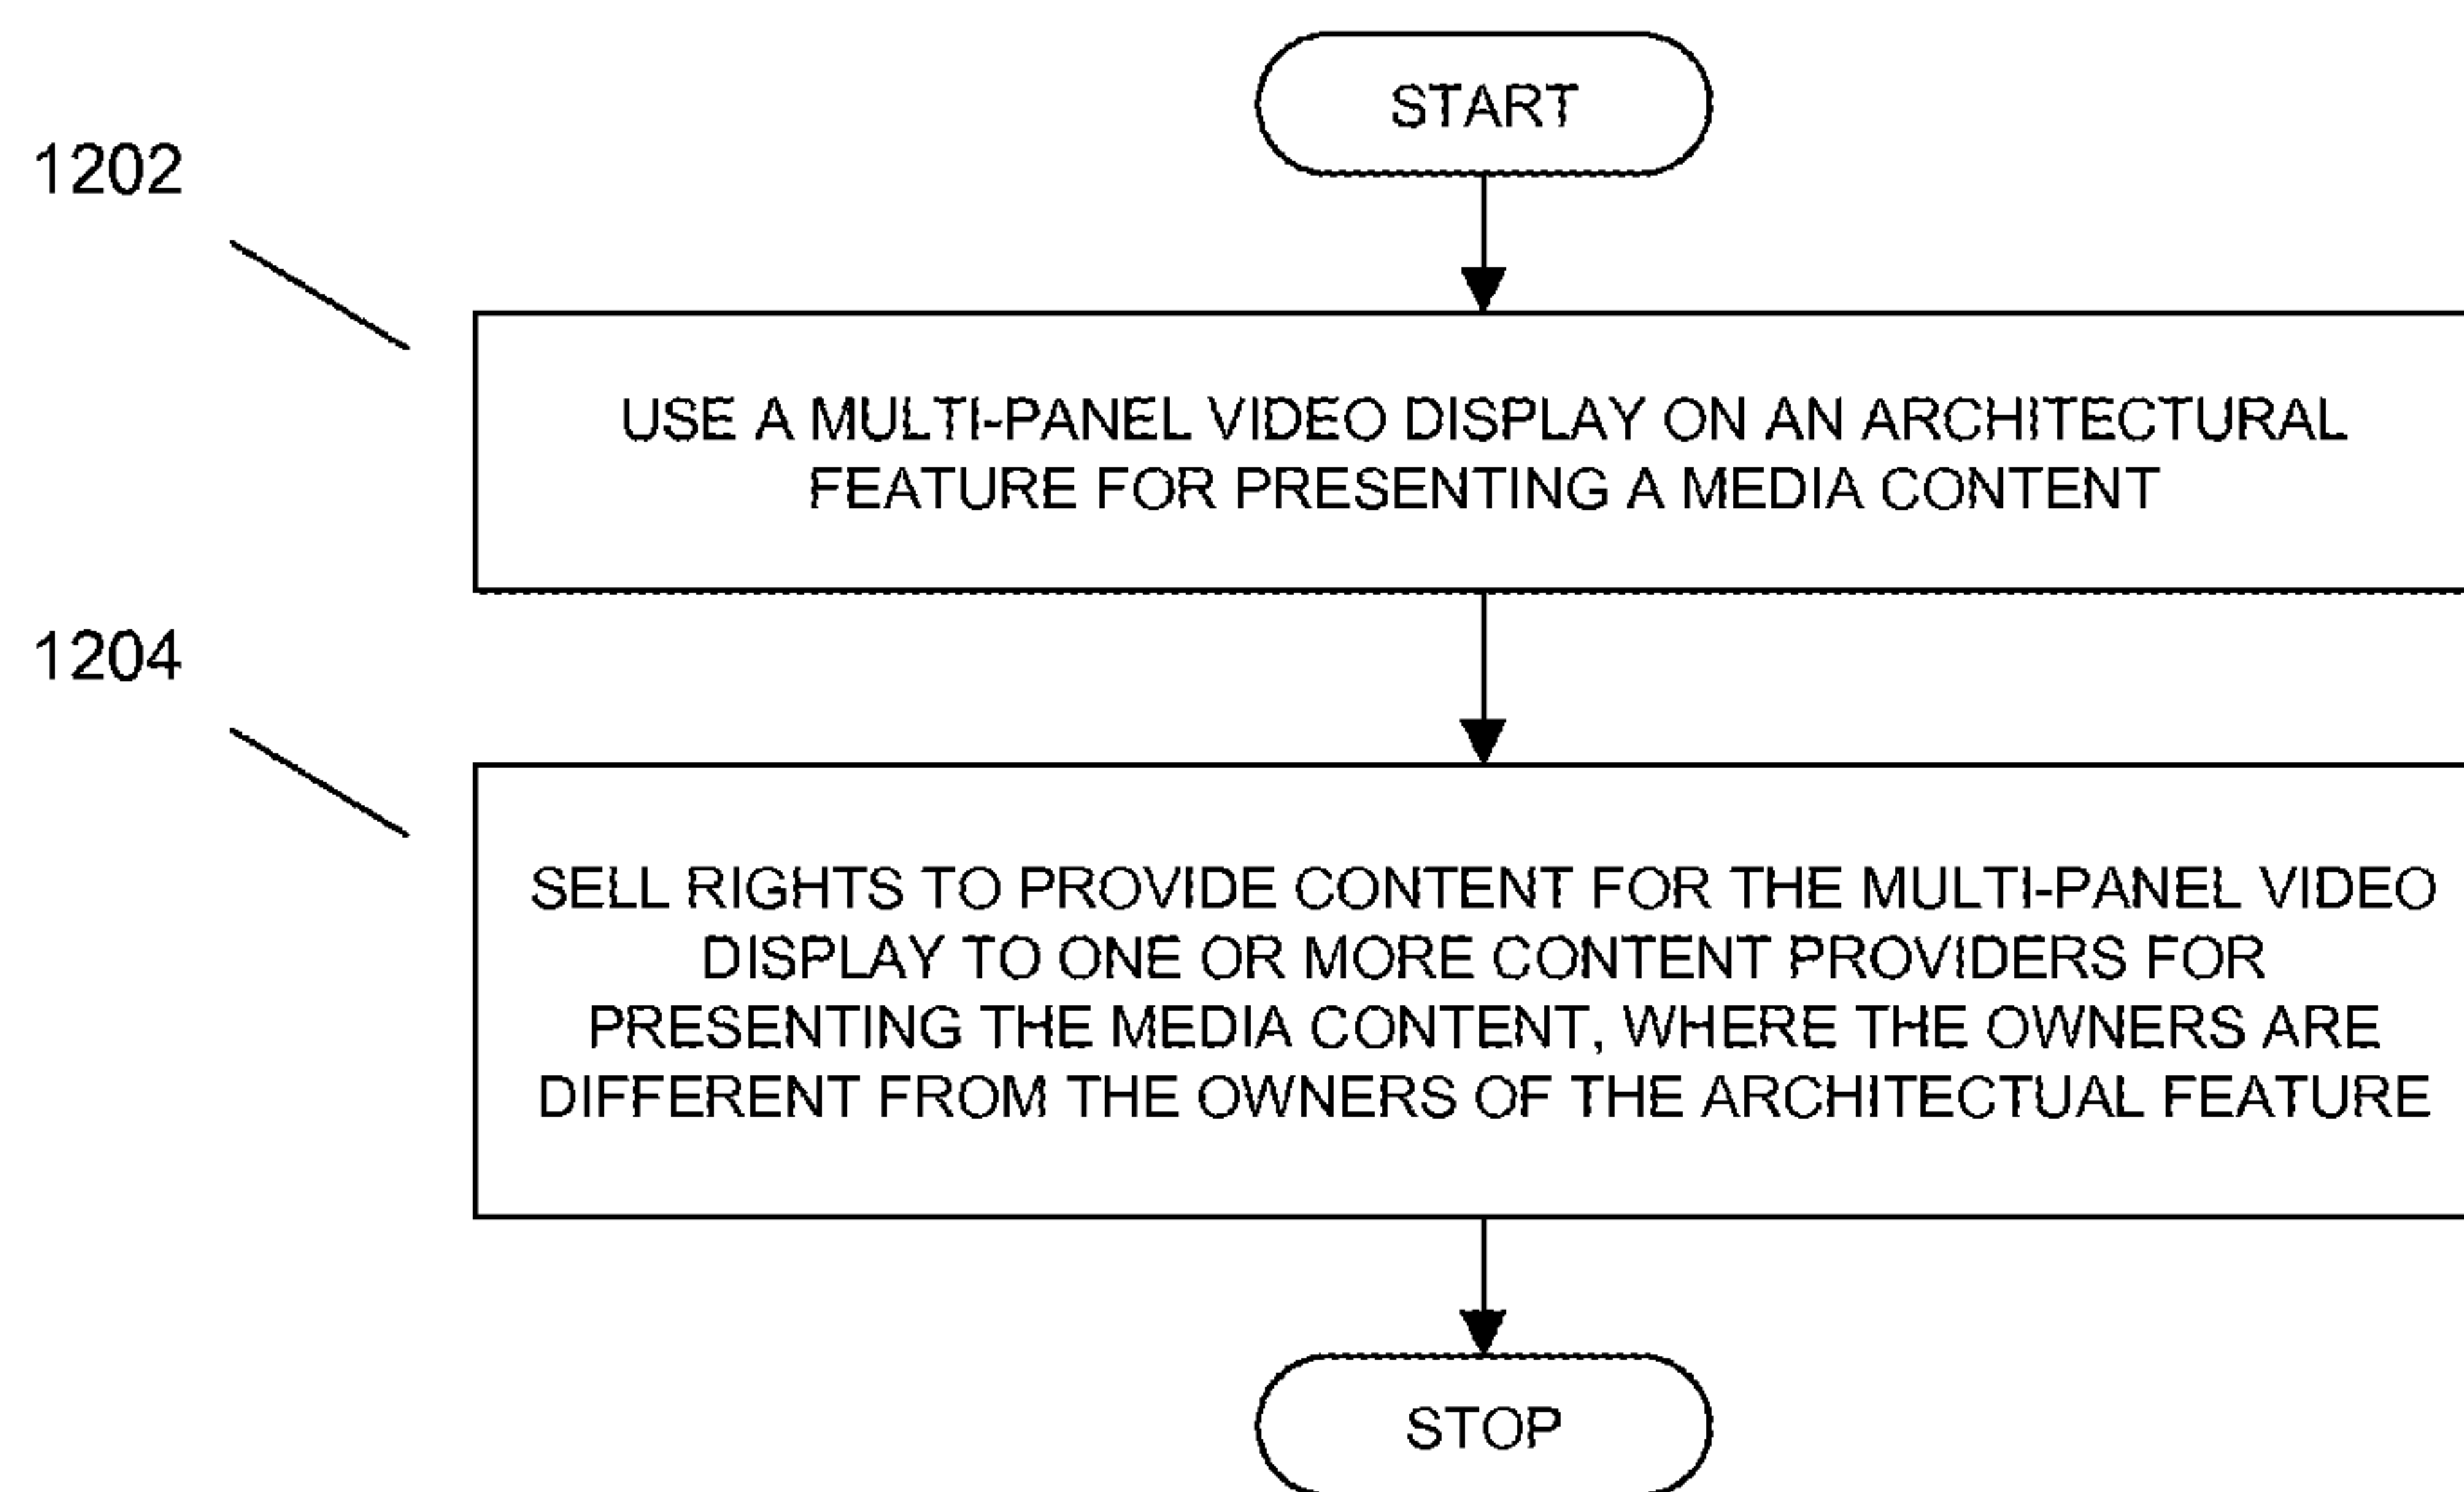 START
1202
USE A MULTI-PANEL VIDEO DISPLAY ON AN ARCHITECTURAL
FEATURE FOR PRESENTING A MEDIA CONTENT
1204
SELL RIGHTS TO PROVIDE CONTENT FOR THE MULTI-PANEL VIDEO
DISPLAY TO ONE OR MORE CONTENT PROVIDERS FOR
PRESENTING THE MEDIA CONTENT, WHERE THE OWNERS ARE
DIFFERENT FROM THE OWNERS OF THE ARCHITECTUAL FEATURE
STOP